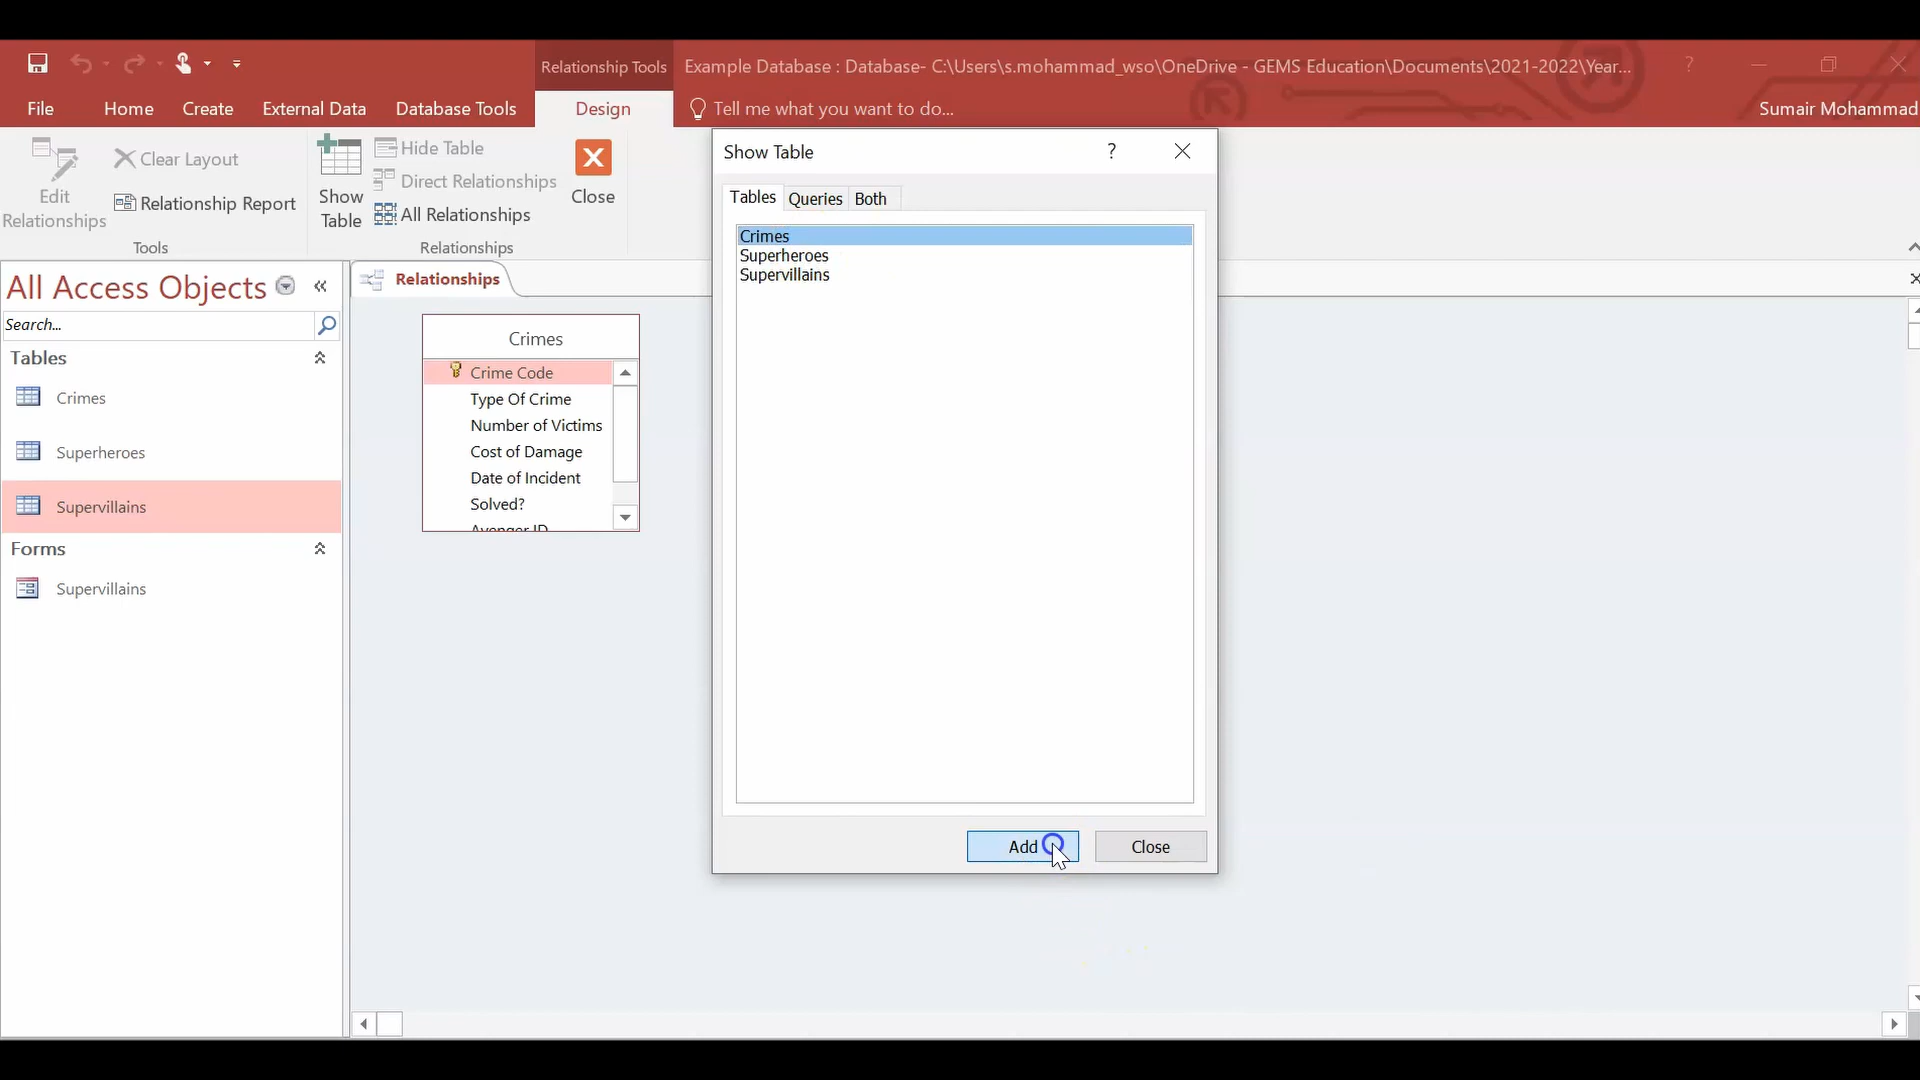 Relationship Tools
Example Database : Database- C:\Users\s.mohammad_wso\OneDrive - GEMS Education\Documents\2021-2022\Year...
?
File
Home
Create
External Data
Database Tools
Design
Tell me what you want to do...
Sumair Mohammad
Edit
Relationships
Clear Layout
Relationship Report
Tools
Show
Table
Hide Table
Direct Relationships
All Relationships
Relationships
Close
All Access Objects
Search...
Tables
Crimes
Superheroes
Supervillains
Forms
Supervillains
Relationships
Crimes
Crime Code
Type Of Crime
Number of Victims
Cost of Damage
Date of Incident
Solved?
Avenger ID
Show Table
?
Tables
Queries
Both
Crimes
Superheroes
Supervillains
Add
Close